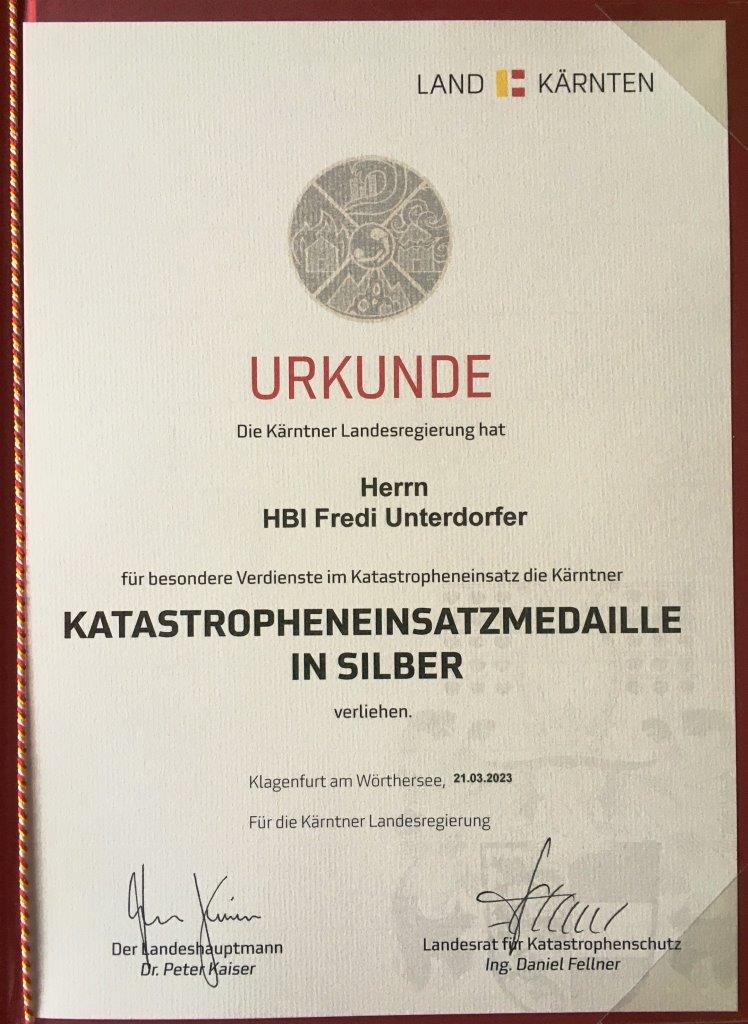 LAND KÄRNTEN
URKUNDE
Die Kärntner Landesregierung hat
Herrn
HBI Fredi Unterdorfer
für besondere Verdienste im Katastropheneinsatz die Kärntner
KATASTROPHENEINSATZMEDAILLE
IN SILBER
verliehen.
Klagenfurt am Wörthersee, 21.03.2023
Für die Kärntner Landesregierung
Der Landeshauptmann
Dr. Peter Kaiser
Landesrat für Katastrophenschutz
Ing. Daniel Fellner